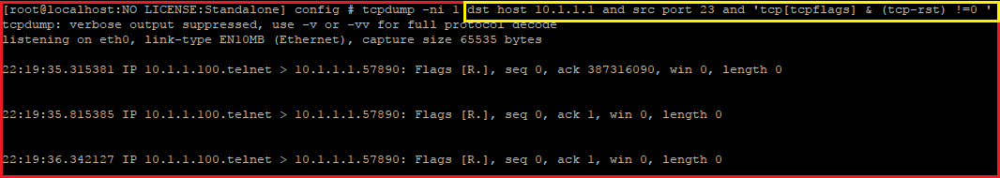 [root@localhost:NO LICENSE:Standalone] config # tcpdump -ni 1 dst host 10.1.1.1 and src port 23 and 'tcp[tcpflags] & (tcp-rst) !=0 '
tcpdump: verbose output suppressed, use -v or -vv for full protocol decode
listening on eth0, link-type EN10MB (Ethernet), capture size 65535 bytes
22:19:35.315381 IP 10.1.1.100.telnet > 10.1.1.1.57890: Flags [R.], seq 0, ack 387316090, win 0, length 0
22:19:35.815385 IP 10.1.1.100.telnet > 10.1.1.1.57890: Flags [R.], seq 0, ack 1, win 0, length 0
22:19:36.342127 IP 10.1.1.100.telnet > 10.1.1.1.57890: Flags [R.], seq 0, ack 1, win 0, length 0